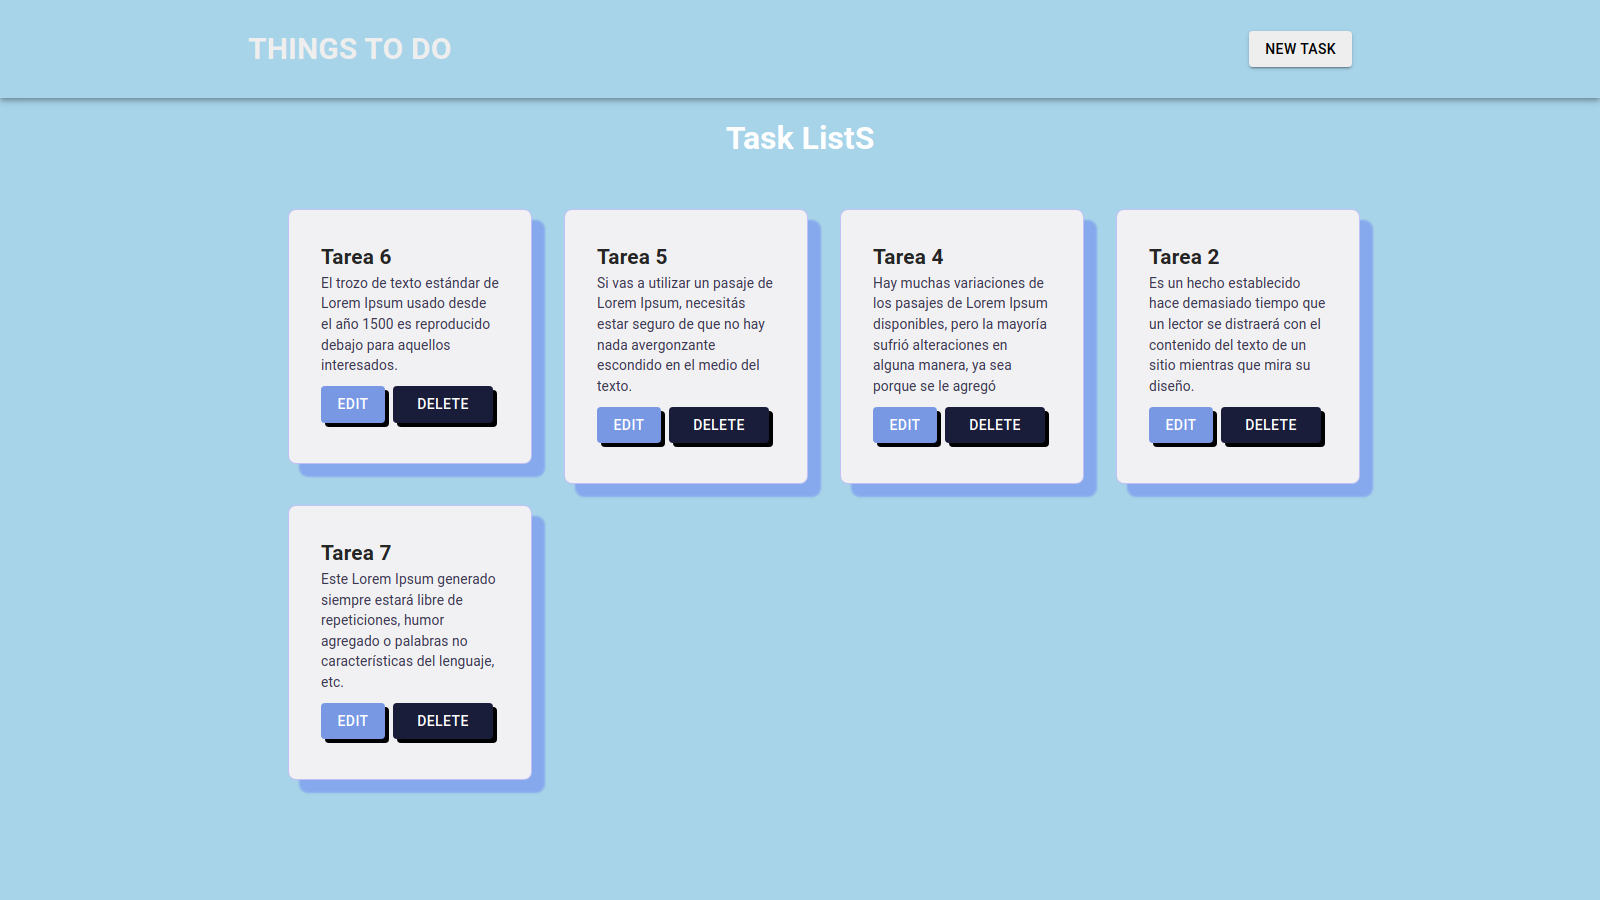 THINGS TO DO
NEW TASK
Task ListS
Tarea 6
El trozo de texto estándar de
Lorem Ipsum usado desde
el año 1500 es reproducido
debajo para aquellos
interesados.
EDIT DELETE
Tarea 5
Si vas a utilizar un pasaje de
Lorem Ipsum, necesitás
estar seguro de que no hay
nada avergonzante
escondido en el medio del
texto.
EDIT DELETE
Tarea 4
Hay muchas variaciones de
los pasajes de Lorem Ipsum
disponibles, pero la mayoría
sufrió alteraciones en
alguna manera, ya sea
porque se le agregó
EDIT DELETE
Tarea 2
Es un hecho establecido
hace demasiado tiempo que
un lector se distraerá con el
contenido del texto de un
sitio mientras que mira su
diseño.
EDIT DELETE
Tarea 7
Este Lorem Ipsum generado
siempre estará libre de
repeticiones, humor
agregado o palabras no
características del lenguaje,
etc.
EDIT DELETE